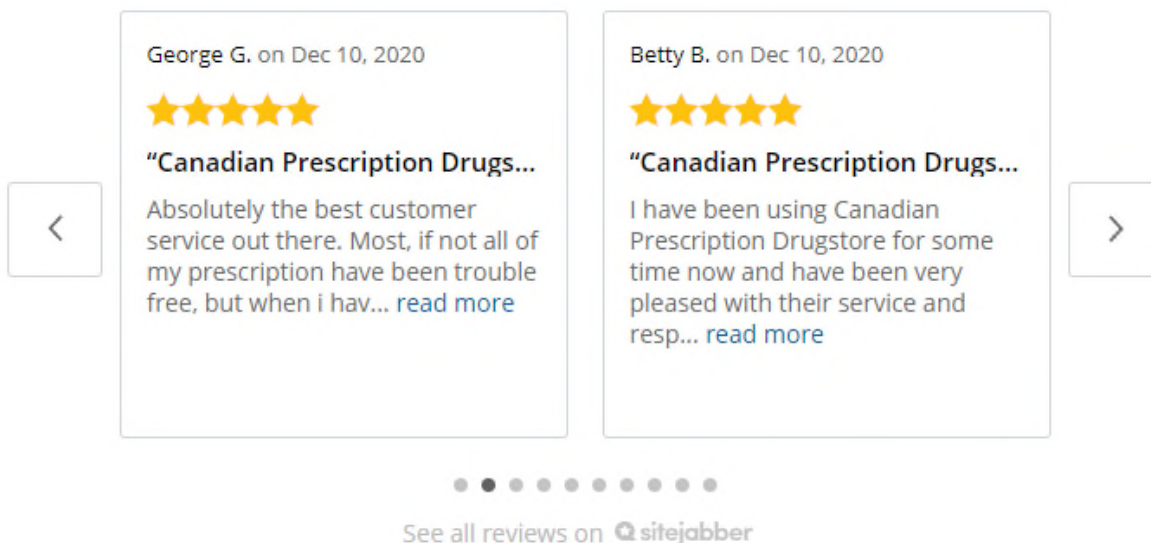 George G. on Dec 10, 2020
“Canadian Prescription Drugs...
Absolutely the best customer
service out there. Most, if not all of
my prescription have been trouble
free, but when i hav... read more
Betty B. on Dec 10, 2020
“Canadian Prescription Drugs...
I have been using Canadian
Prescription Drugstore for some
time now and have been very
pleased with their service and
resp... read more
See all reviews on sitejabber